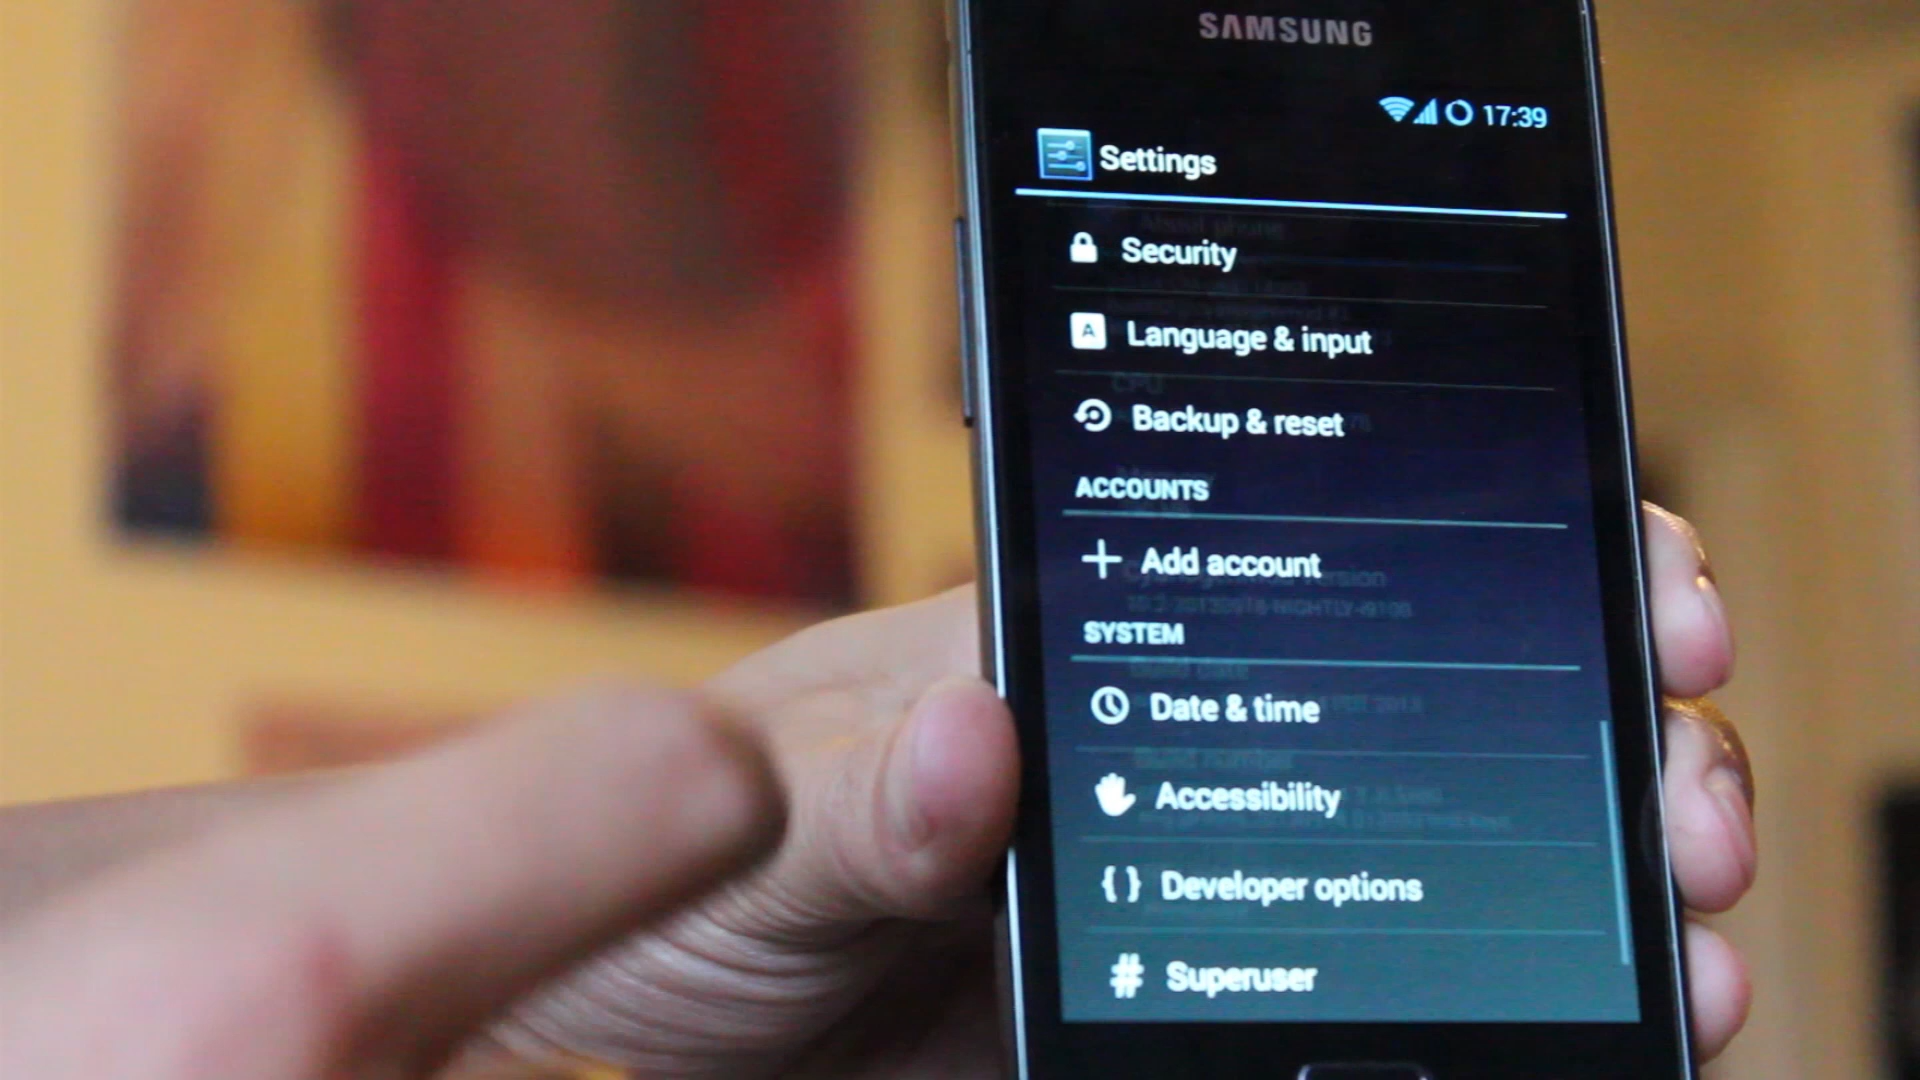 SAMSUNG
17:39
Settings
Security
A
Language & input
Backup & reset
ACCOUNTS
Add account
SYSTEM
Date & time
Accessibility
{ } Developer options
# Superuser